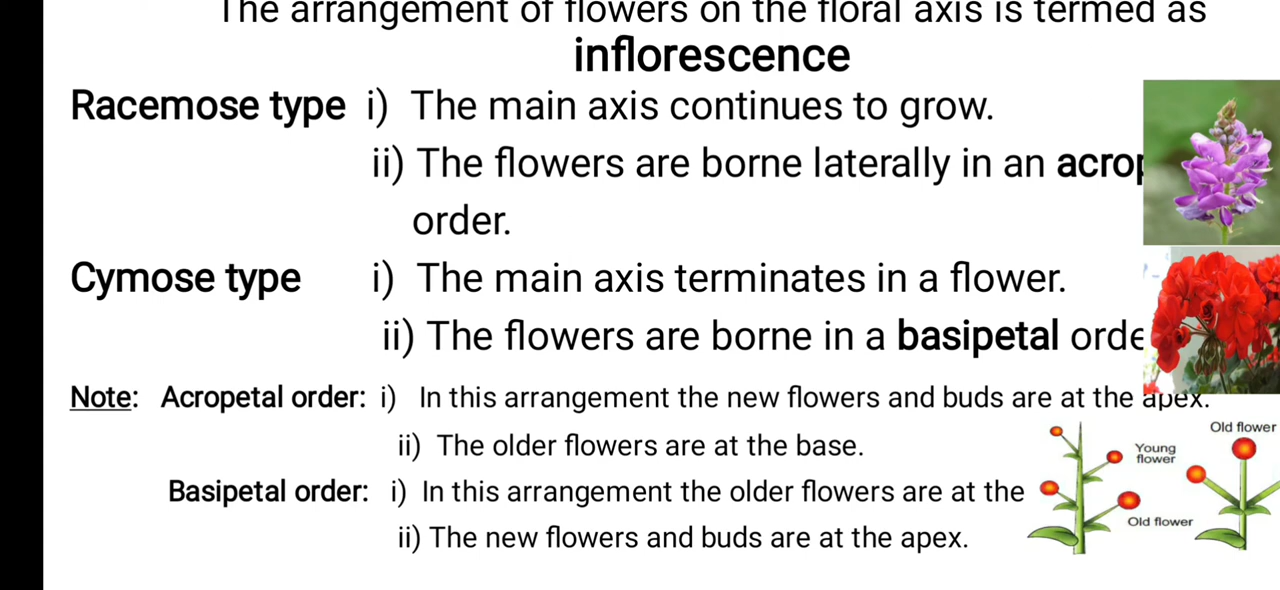 The arrangement of flowers on the floral axis is termed as
inflorescence
Racemose type i) The main axis continues to grow.
ii) The flowers are borne laterally in an
order.
Cymose type i) The main axis terminates in a flower.
ii) The flowers are borne in a basipetal
Note: Acropetal order: i) In this arrangement the new flowers and buds are at the apex.
ii) The older flowers are at the base.
Basipetal order: i) In this arrangement the older flowers are at the
ii) The new flowers and buds are at the apex.
Old flower
Young
flower
Old flower